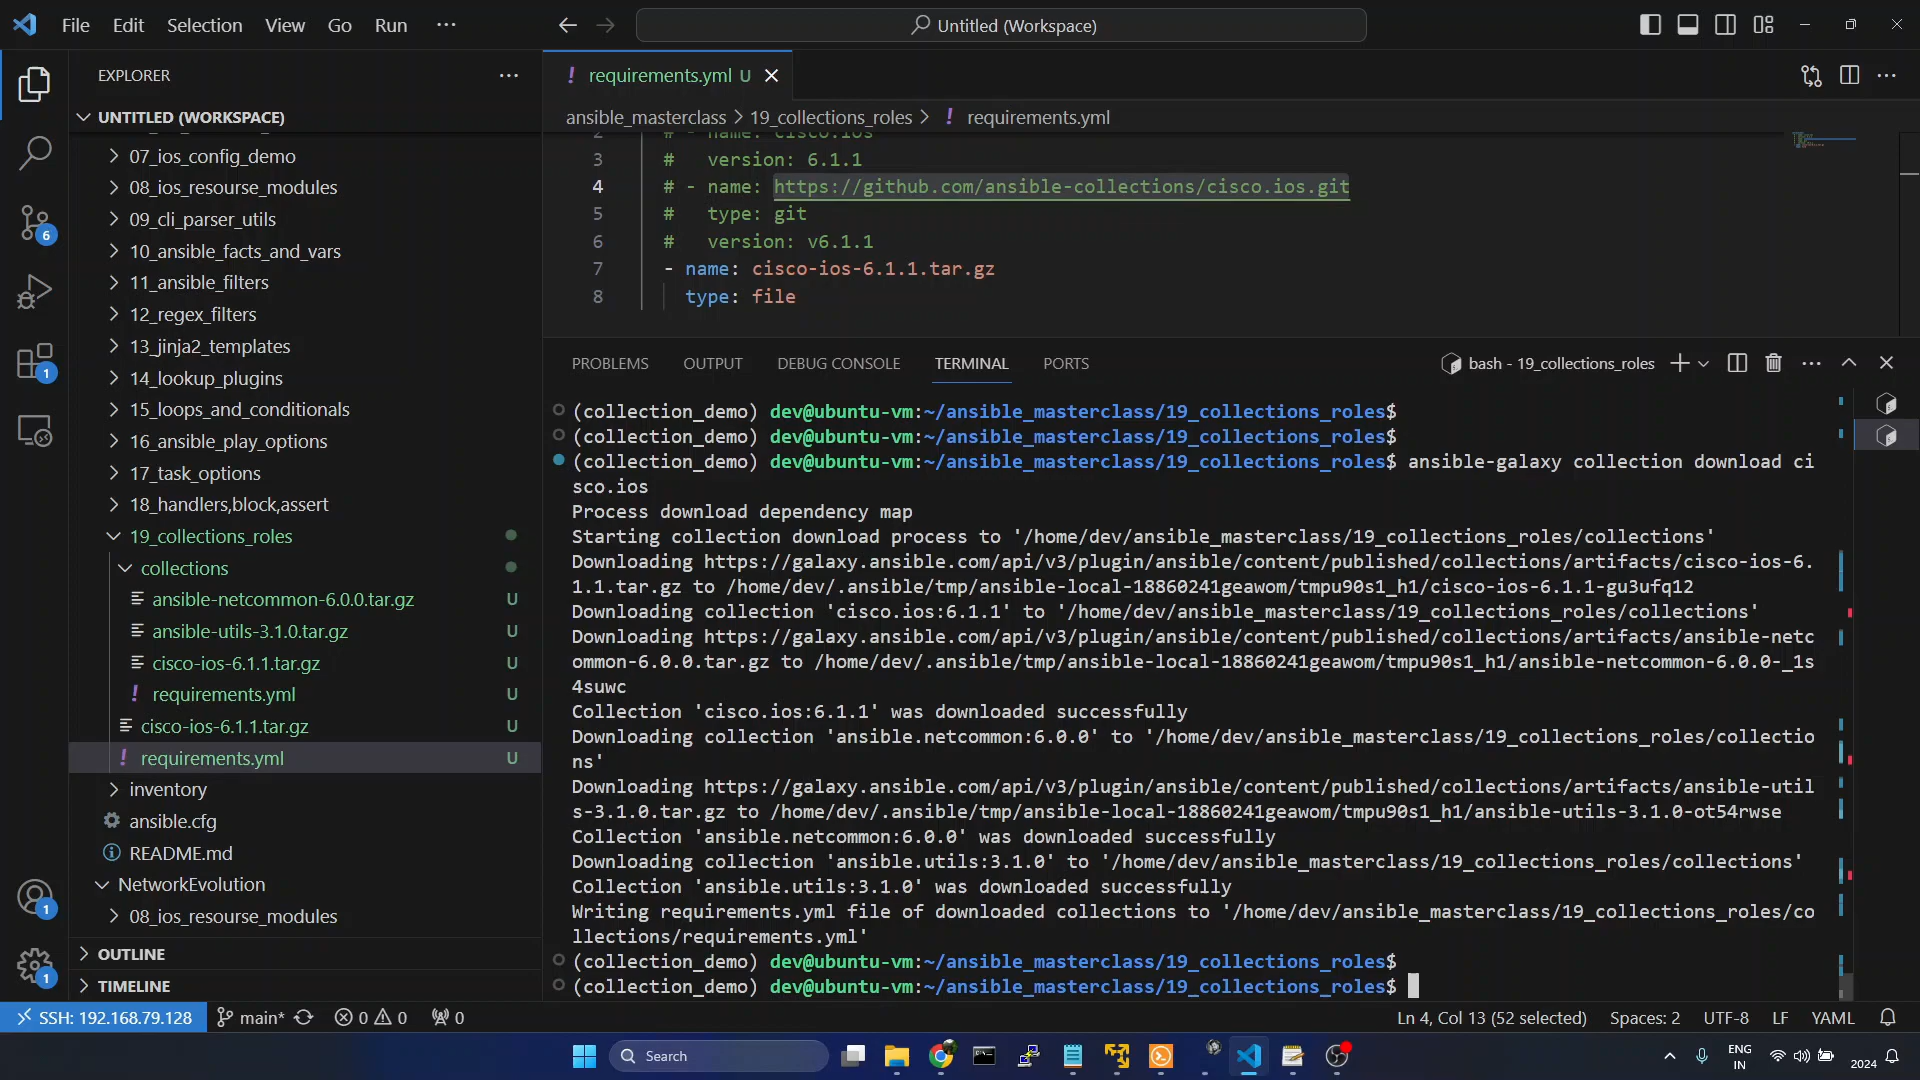 File Edit Selection View Go Run ···
Untitled (Workspace)
EXPLORER
requirements.yml U
UNTITLED (WORKSPACE)
ansible_masterclass > 19_collections_roles > ! requirements.yml
07_ios_config_demo
08_ios_resourse_modules
09_cli_parser_utils
10_ansible_facts_and_vars
11_ansible_filters
12_regex_filters
13_jinja2_templates
14_lookup_plugins
15_loops_and_conditionals
16_ansible_play_options
17_task_options
18_handlers,block,assert
19_collections_roles
collections
ansible-netcommon-6.0.0.tar.gz U
ansible-utils-3.1.0.tar.gz U
cisco-ios-6.1.1.tar.gz U
! requirements.yml U
cisco-ios-6.1.1.tar.gz U
! requirements.yml U
inventory
ansible.cfg
README.md
NetworkEvolution
08_ios_resourse_modules
OUTLINE
TIMELINE
6
1
1
1
2 # - name: cisco.ios
3 #   version: 6.1.1
4 # - name: https://github.com/ansible-collections/cisco.ios.git
5 #   type: git
6 #   version: v6.1.1
7 - name: cisco-ios-6.1.1.tar.gz
8   type: file
PROBLEMS OUTPUT DEBUG CONSOLE TERMINAL PORTS
bash - 19_collections_roles
(collection_demo) dev@ubuntu-vm:~/ansible_masterclass/19_collections_roles$
(collection_demo) dev@ubuntu-vm:~/ansible_masterclass/19_collections_roles$
(collection_demo) dev@ubuntu-vm:~/ansible_masterclass/19_collections_roles$ ansible-galaxy collection download ci
sco.ios
Process download dependency map
Starting collection download process to '/home/dev/ansible_masterclass/19_collections_roles/collections'
Downloading https://galaxy.ansible.com/api/v3/plugin/ansible/content/published/collections/artifacts/cisco-ios-6.
1.1.tar.gz to /home/dev/.ansible/tmp/ansible-local-18860241geawom/tmpu90s1_h1/cisco-ios-6.1.1-gu3ufq12
Downloading collection 'cisco.ios:6.1.1' to '/home/dev/ansible_masterclass/19_collections_roles/collections'
Downloading https://galaxy.ansible.com/api/v3/plugin/ansible/content/published/collections/artifacts/ansible-netc
ommon-6.0.0.tar.gz to /home/dev/.ansible/tmp/ansible-local-18860241geawom/tmpu90s1_h1/ansible-netcommon-6.0.0-_1s
4suwc
Collection 'cisco.ios:6.1.1' was downloaded successfully
Downloading collection 'ansible.netcommon:6.0.0' to '/home/dev/ansible_masterclass/19_collections_roles/collectio
ns'
Downloading https://galaxy.ansible.com/api/v3/plugin/ansible/content/published/collections/artifacts/ansible-util
s-3.1.0.tar.gz to /home/dev/.ansible/tmp/ansible-local-18860241geawom/tmpu90s1_h1/ansible-utils-3.1.0-ot54rwse
Collection 'ansible.netcommon:6.0.0' was downloaded successfully
Downloading collection 'ansible.utils:3.1.0' to '/home/dev/ansible_masterclass/19_collections_roles/collections'
Collection 'ansible.utils:3.1.0' was downloaded successfully
Writing requirements.yml file of downloaded collections to '/home/dev/ansible_masterclass/19_collections_roles/co
llections/requirements.yml'
(collection_demo) dev@ubuntu-vm:~/ansible_masterclass/19_collections_roles$
(collection_demo) dev@ubuntu-vm:~/ansible_masterclass/19_collections_roles$
SSH: 192.168.79.128 main* 0 0 0 Ln 4, Col 13 (52 selected) Spaces: 2 UTF-8 LF YAML
Search
ENG
IN
2024